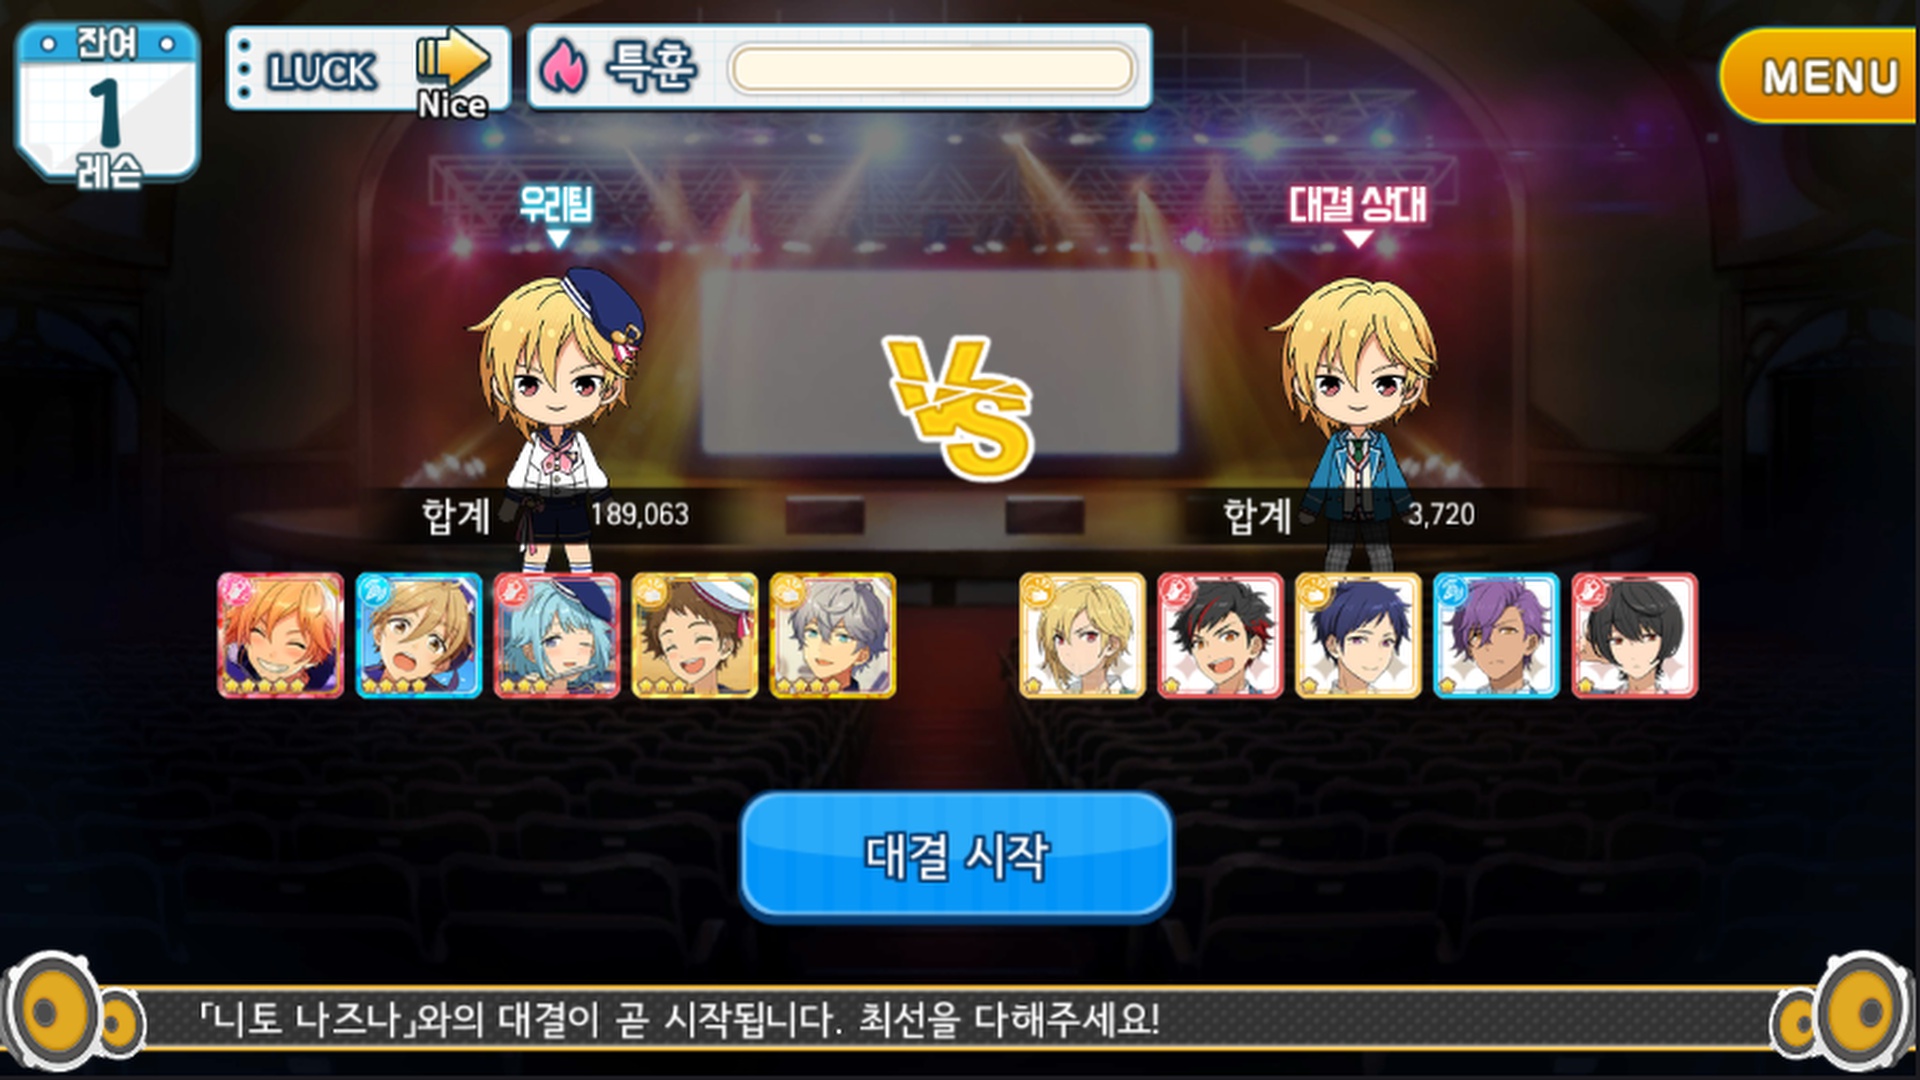 잔여
1
레슨
LUCK
Nice
특훈
MENU
우리팀
대결 상대
VS
합계 189,063
합계 3,720
대결 시작
「니토 나즈나」와의 대결이 곧 시작됩니다. 최선을 다해주세요!